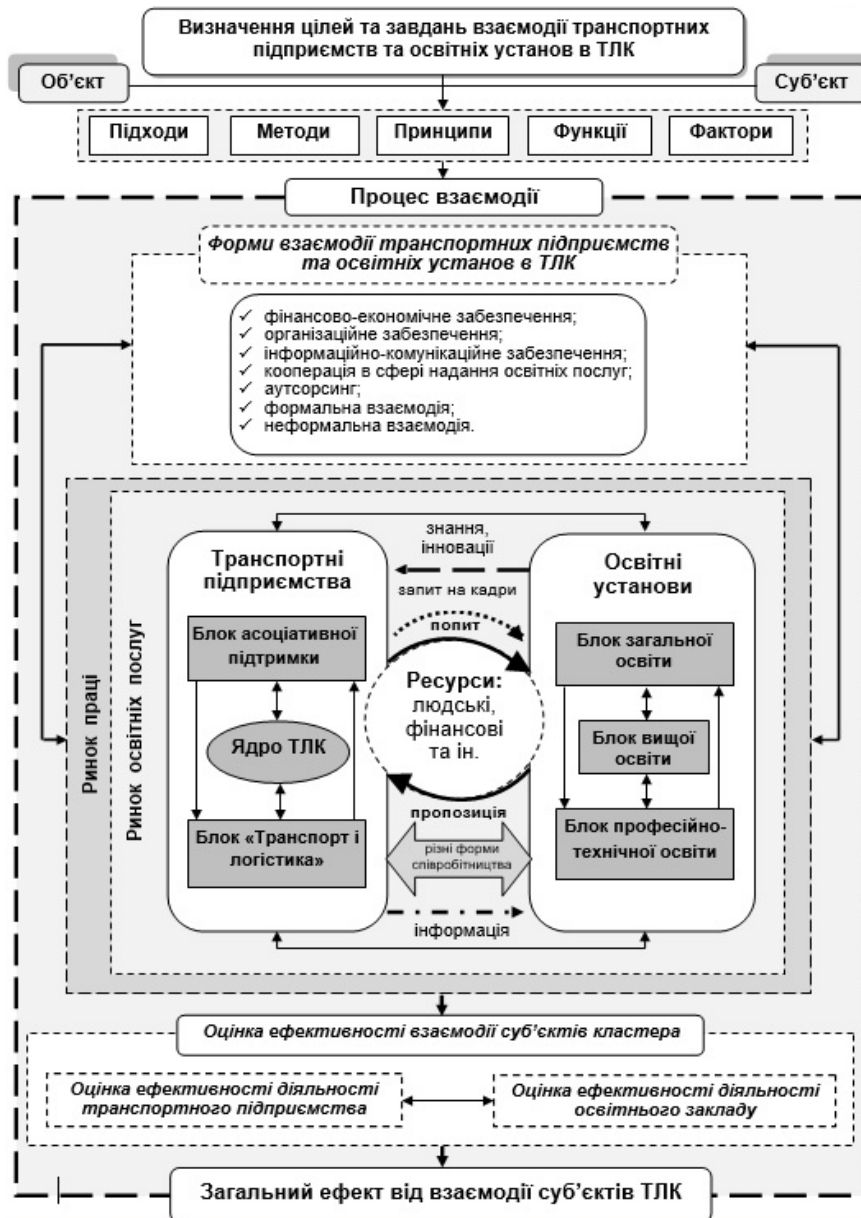 Визначення цілей та завдань взаємодії транспортних
підприємств та освітніх установ в ТЛК
Об’єкт
Суб’єкт
Підходи
Методи
Принципи
Функції
Фактори
Процес взаємодії
Форми взаємодії транспортних підприємств
та освітніх установ в ТЛК
✓ фінансово-економічне забезпечення;
✓ організаційне забезпечення;
✓ інформаційно-комунікаційне забезпечення;
✓ кооперація в сфері надання освітніх послуг;
✓ аутсорсинг;
✓ формальна взаємодія;
✓ неформальна взаємодія.
Ринок праці
Ринок освітніх послуг
Транспортні
підприємства
Блок асоціативної
підтримки
Ядро ТЛК
Блок «Транспорт і
логістика»
знання,
інновації
запит на кадри
попит
Ресурси:
людські,
фінансові
та ін.
пропозиція
різні форми
співробітництва
інформація
Освітні
установи
Блок загальної
освіти
Блок вищої
освіти
Блок професійно-
технічної освіти
Оцінка ефективності взаємодії суб’єктів кластера
Оцінка ефективності діяльності
транспортного підприємства
Оцінка ефективності діяльності
освітнього закладу
Загальний ефект від взаємодії суб’єктів ТЛК